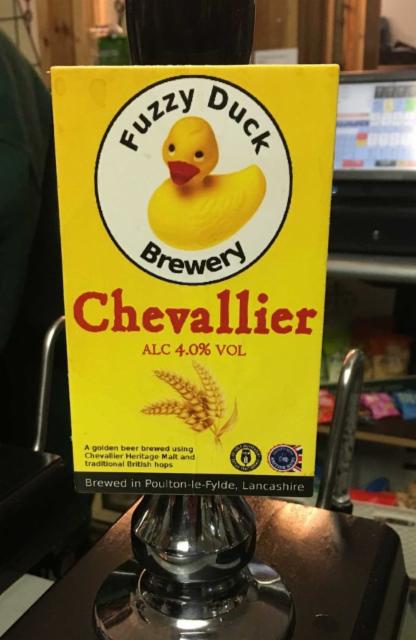 Fuzzy Duck
Brewery
Chevallier
ALC 4.0% VOL
A golden beer brewed using
Chevallier Heritage Malt and
traditional British hops
Brewed in Poulton-le-Fylde, Lancashire